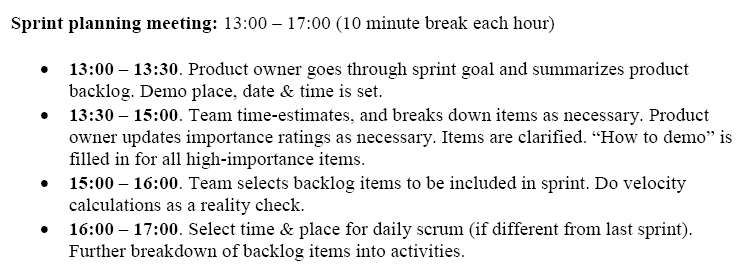 Sprint planning meeting: 13:00 – 17:00 (10 minute break each hour)
• 13:00 – 13:30. Product owner goes through sprint goal and summarizes product
backlog. Demo place, date & time is set.
• 13:30 – 15:00. Team time-estimates, and breaks down items as necessary. Product
owner updates importance ratings as necessary. Items are clarified. “How to demo” is
filled in for all high-importance items.
• 15:00 – 16:00. Team selects backlog items to be included in sprint. Do velocity
calculations as a reality check.
• 16:00 – 17:00. Select time & place for daily scrum (if different from last sprint).
Further breakdown of backlog items into activities.